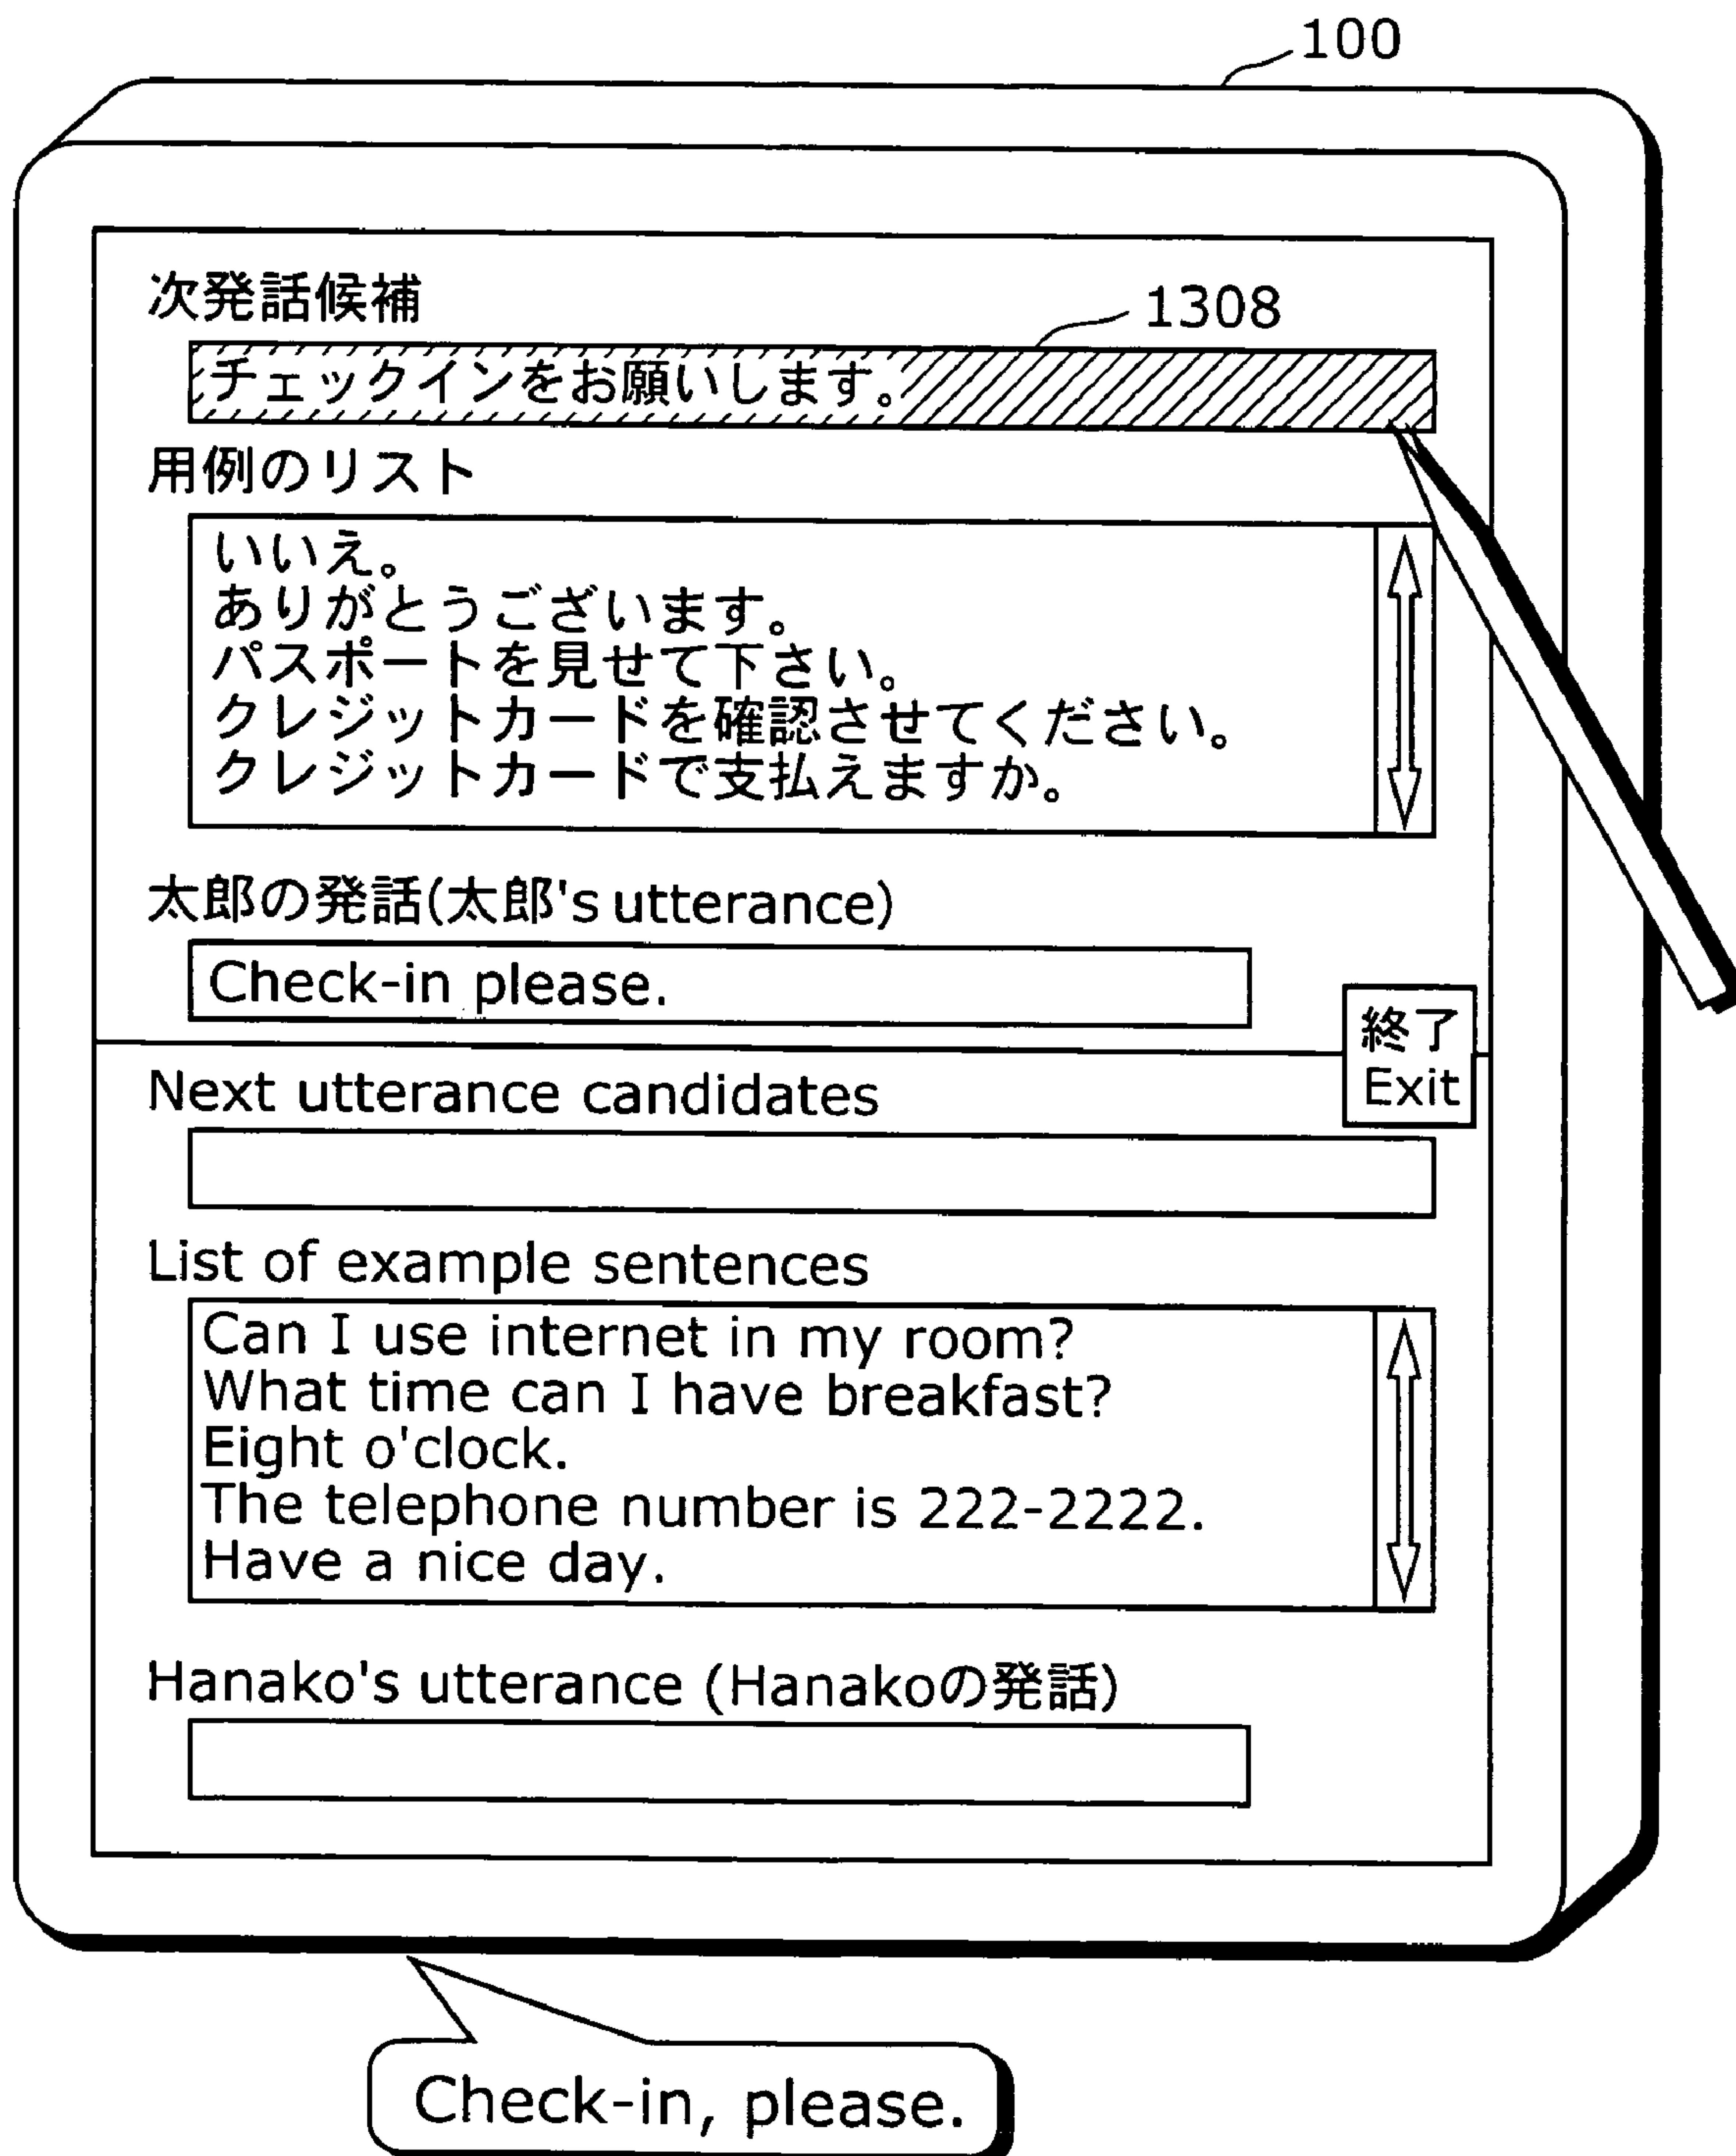 100
次発話候補
1308
チェックインをお願いします。
用例のリスト
いいえ。
ありがとうございます。
パスポートを見せて下さい。
クレジットカードを確認させてください。
クレジットカードで支払えますか。
太郎の発話(太郎's utterance)
Check-in please.
終了
Exit
Next utterance candidates
List of example sentences
Can I use internet in my room?
What time can I have breakfast?
Eight o'clock.
The telephone number is 222-2222.
Have a nice day.
Hanako's utterance (Hanakoの発話)
Check-in, please.